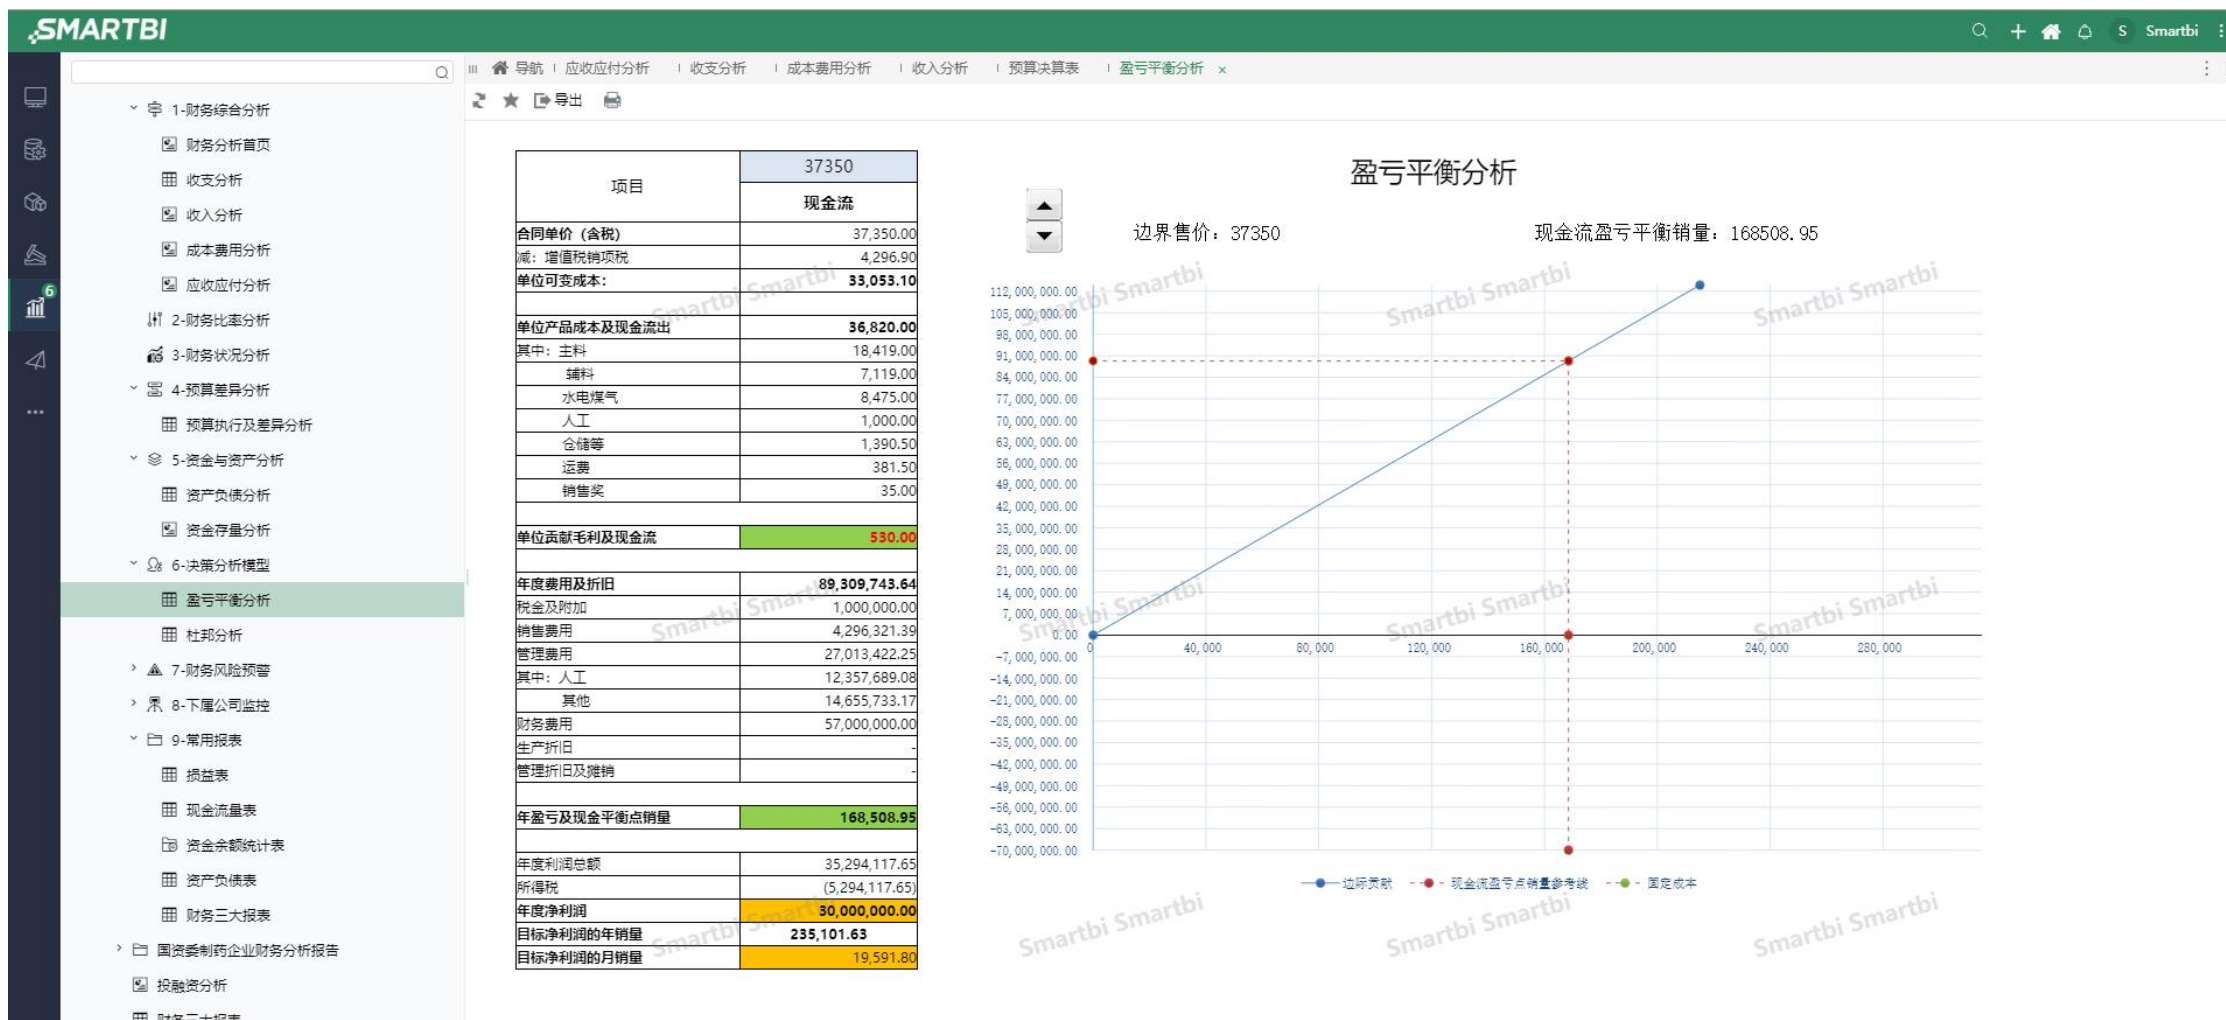 SMARTBI
S Smartbi
导航 应收应付分析 收支分析 成本费用分析 收入分析 预算决算表 盈亏平衡分析 ×
导出
6
1-财务综合分析
财务分析首页
收支分析
收入分析
成本费用分析
应收应付分析
2-财务比率分析
3-财务状况分析
4-预算差异分析
预算执行及差异分析
5-资金与资产分析
资产负债分析
资金存量分析
6-决策分析模型
盈亏平衡分析
杜邦分析
7-财务风险预警
8-下属公司监控
9-常用报表
损益表
现金流量表
资金余额统计表
资产负债表
财务三大报表
国资委制药企业财务分析报告
投融资分析
财务三大报表
项目 37350
现金流
合同单价（含税） 37,350.00
减：增值税销项税 4,296.90
单位可变成本： 33,053.10
单位产品成本及现金流出 36,820.00
其中：主料 18,419.00
辅料 7,119.00
水电煤气 8,475.00
人工 1,000.00
仓储等 1,390.50
运费 381.50
销售奖 35.00
单位贡献毛利及现金流 530.00
年度费用及折旧 89,309,743.64
税金及附加 1,000,000.00
销售费用 4,296,321.39
管理费用 27,013,422.25
其中：人工 12,357,689.08
其他 14,655,733.17
财务费用 57,000,000.00
生产折旧 -
管理折旧及摊销 -
年盈亏及现金平衡点销量 168,508.95
年度利润总额 35,294,117.65
所得税 (5,294,117.65)
年度净利润 30,000,000.00
目标净利润的年销量 235,101.63
目标净利润的月销量 19,591.80
盈亏平衡分析
边界售价：37350 现金流盈亏平衡销量：168508.95
112,000,000.00
105,000,000.00
98,000,000.00
91,000,000.00
84,000,000.00
77,000,000.00
70,000,000.00
63,000,000.00
56,000,000.00
49,000,000.00
42,000,000.00
35,000,000.00
28,000,000.00
21,000,000.00
14,000,000.00
7,000,000.00
0.00
-7,000,000.00
-14,000,000.00
-21,000,000.00
-28,000,000.00
-35,000,000.00
-42,000,000.00
-49,000,000.00
-56,000,000.00
-63,000,000.00
-70,000,000.00
0 40,000 80,000 120,000 160,000 200,000 240,000 280,000
边际贡献 现金流盈亏点销量参考线 固定成本
Smartbi Smartbi
Smartbi Smartbi
Smartbi Smartbi
Smartbi Smartbi
Smartbi Smartbi
Smartbi Smartbi
Smartbi Smartbi
Smartbi Smartbi
Smartbi Smartbi
Smartbi Smartbi
Smartbi Smartbi
Smartbi Smartbi